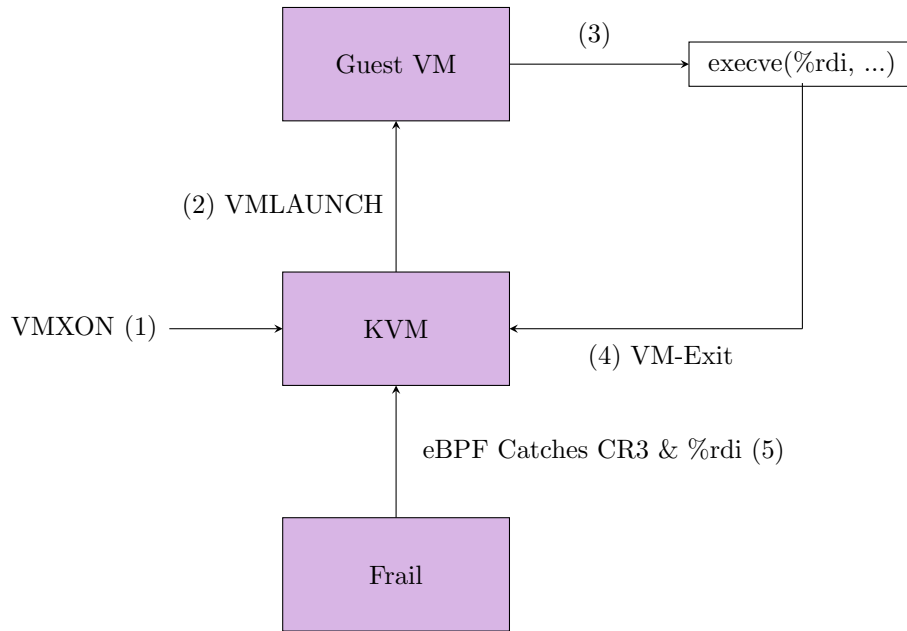 Guest VM
(3)
execve(%rdi, ...)
(2) VMLAUNCH
VMXON (1)
KVM
(4) VM-Exit
eBPF Catches CR3 & %rdi (5)
Frail